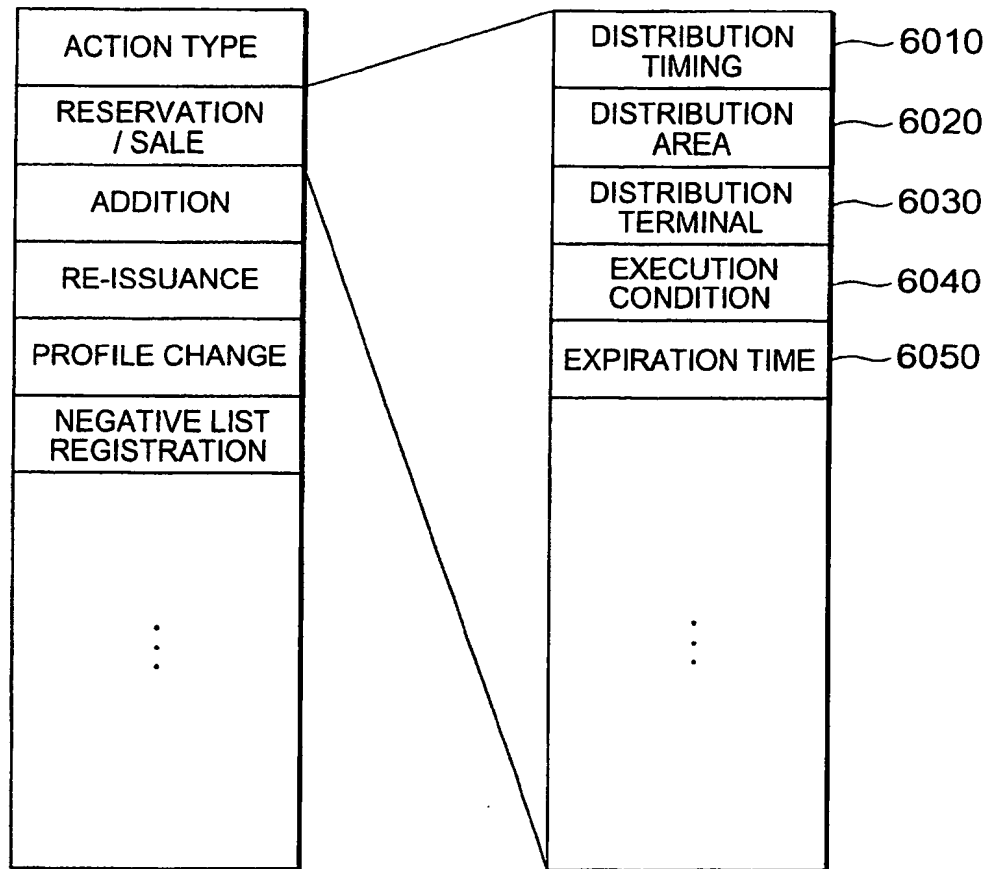 ACTION TYPE
RESERVATION
/ SALE
ADDITION
RE-ISSUANCE
PROFILE CHANGE
NEGATIVE LIST
REGISTRATION
DISTRIBUTION
TIMING
6010
DISTRIBUTION
AREA
6020
DISTRIBUTION
TERMINAL
6030
EXECUTION
CONDITION
6040
EXPIRATION TIME
6050